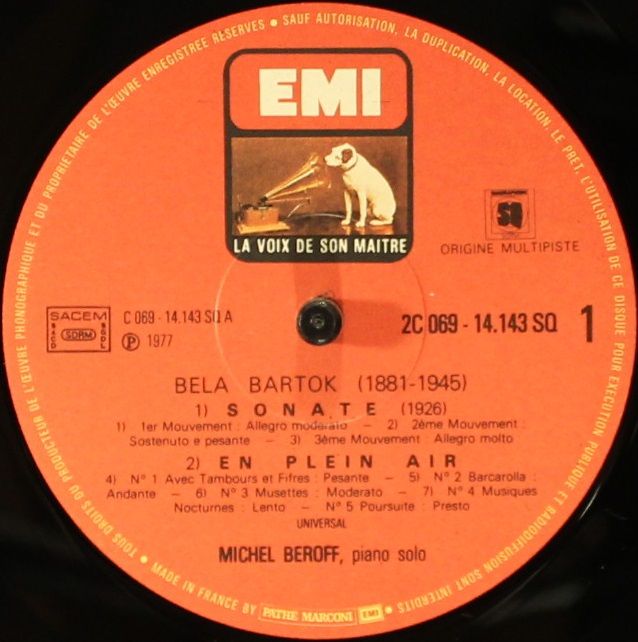 TOUS DROITS DU PRODUCTEUR DE L'ŒUVRE PHONOGRAPHIQUE ET DU PROPRIETAIRE DE L'ŒUVRE ENREGISTREE RESERVES • SAUF AUTORISATION, LA DUPLICATION, LA LOCATION, LE PRET, L'UTILISATION DE CE DISQUE POUR EXECUTION PUBLIQUE ET RADIODIFFUSION SONT INTERDITS •
EMI
LA VOIX DE SON MAITRE
SQ
ORIGINE MULTIPISTE
SACEM
SACD SDRM SGDL
C 069 - 14.143 SQ A
Ⓟ 1977
2C 069 - 14.143 SQ 1
BELA BARTOK (1881-1945)
1) SONATE (1926)
1) 1er Mouvement : Allegro moderato – 2) 2ème Mouvement :
Sostenuto e pesante – 3) 3ème Mouvement : Allegro molto
2) EN PLEIN AIR
4) N° 1 Avec Tambours et Fifres : Pesante – 5) N° 2 Barcarolla :
Andante – 6) N° 3 Musettes : Moderato – 7) N° 4 Musiques
Nocturnes : Lento – N° 5 Poursuite : Presto
UNIVERSAL
MICHEL BEROFF, piano solo
• MADE IN FRANCE BY PATHE MARCONI EMI •